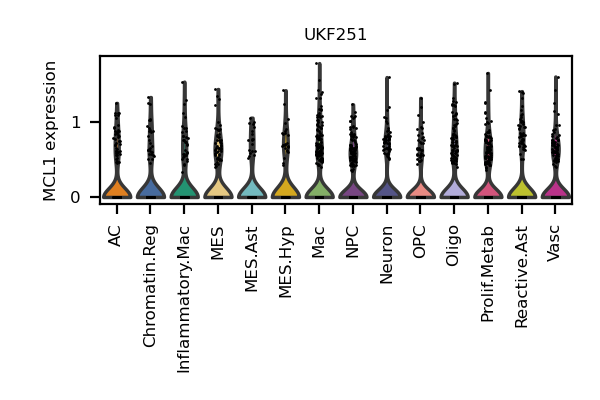 UKF251
MCL1 expression
1
0
AC
Chromatin.Reg
Inflammatory.Mac
MES
MES.Ast
MES.Hyp
Mac
NPC
Neuron
OPC
Oligo
Prolif.Metab
Reactive.Ast
Vasc